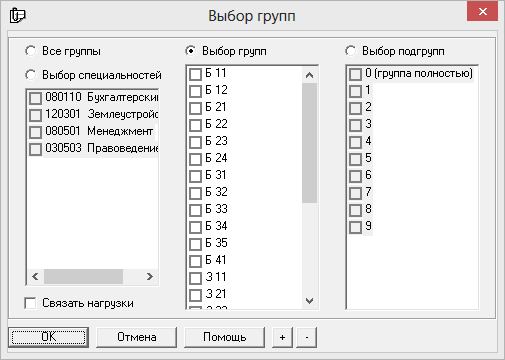 Выбор групп
Все группы
Выбор специальностей
080110 Бухгалтерски
120301 Землеустройс
080501 Менеджмент
030503 Правоведение
Связать нагрузки
Выбор групп
Б 11
Б 12
Б 21
Б 22
Б 23
Б 24
Б 31
Б 32
Б 33
Б 34
Б 35
Б 41
З 11
З 21
Выбор подгрупп
0 (группа полностью)
1
2
3
4
5
6
7
8
9
OK
Отмена
Помощь
+
-